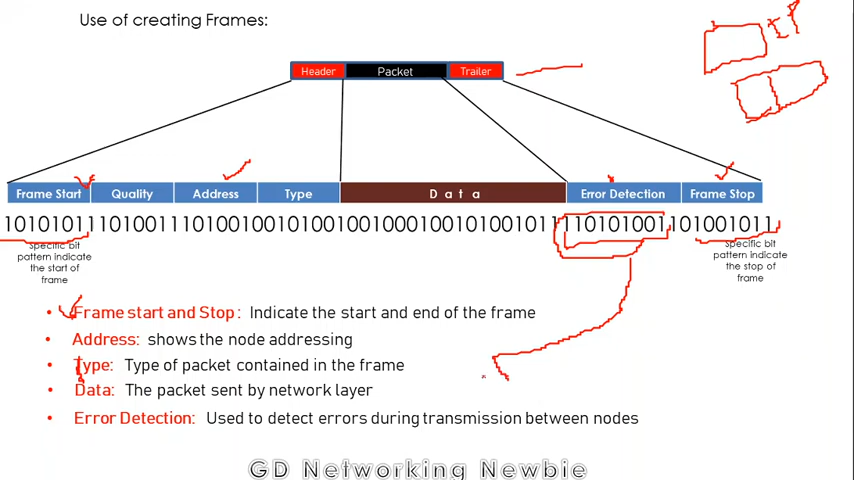 Use of creating Frames:
Header Packet Trailer
Frame Start Quality Address Type D a t a Error Detection Frame Stop
Specific bit
pattern indicate
the start of
frame
Specific bit
pattern indicate
the stop of
frame
• Frame start and Stop : Indicate the start and end of the frame
• Address: shows the node addressing
• Type: Type of packet contained in the frame
• Data: The packet sent by network layer
• Error Detection: Used to detect errors during transmission between nodes
GD Networking Newbie